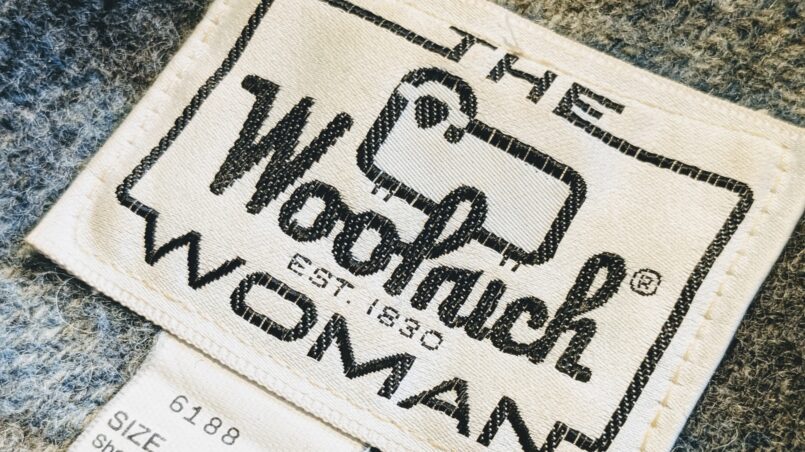 THE
Woolrich®
EST. 1830
WOMAN
6188
SIZE